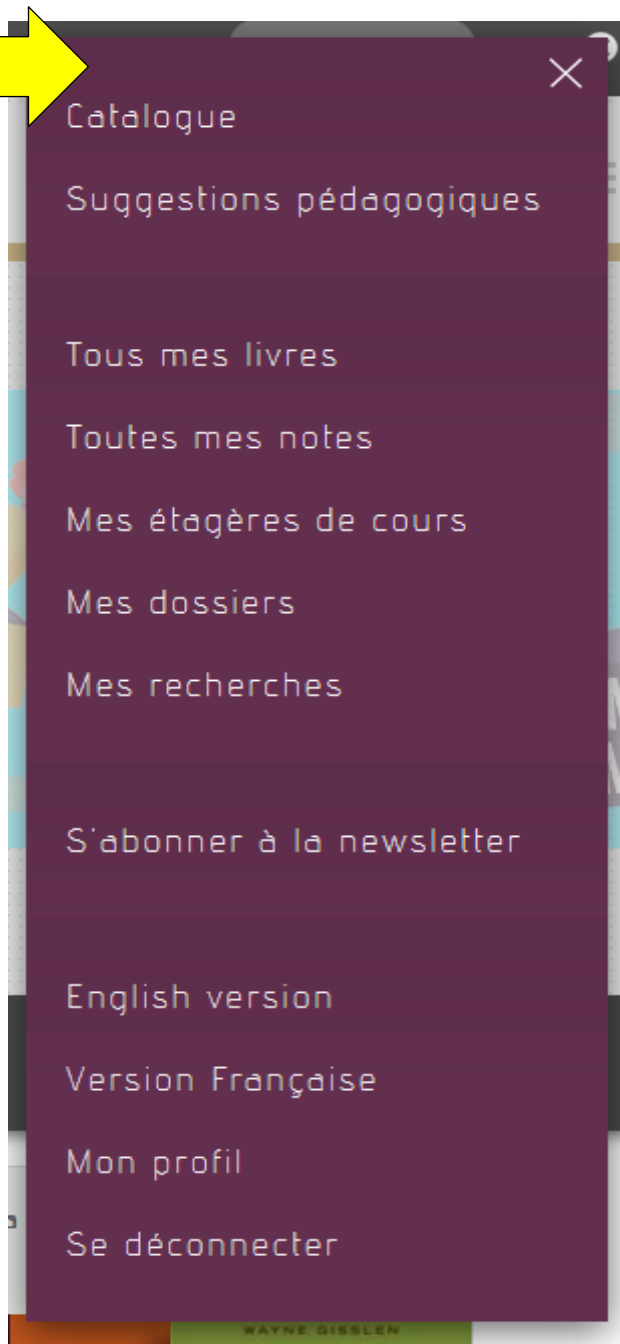 Catalogue
Suggestions pédagogiques
Tous mes livres
Toutes mes notes
Mes étagères de cours
Mes dossiers
Mes recherches
S'abonner à la newsletter
English version
Version Française
Mon profil
Se déconnecter
WAYNE GISSLEN